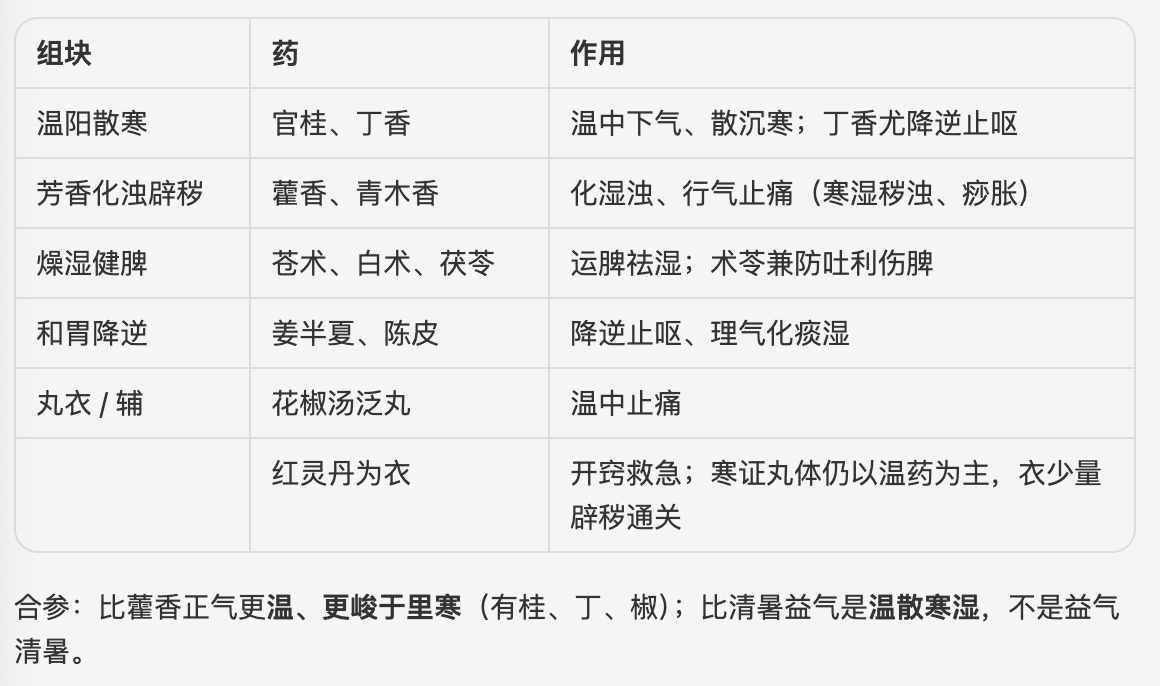 组块 药 作用
温阳散寒 官桂、丁香 温中下气、散沉寒；丁香尤降逆止呕
芳香化浊辟秽 藿香、青木香 化湿浊、行气止痛（寒湿秽浊、痧胀）
燥湿健脾 苍术、白术、茯苓 运脾祛湿；术苓兼防吐利伤脾
和胃降逆 姜半夏、陈皮 降逆止呕、理气化痰湿
丸衣 / 辅 花椒汤泛丸 温中止痛
红灵丹为衣 开窍救急；寒证丸体仍以温药为主，衣少量
辟秽通关
合参：比藿香正气更温、更峻于里寒（有桂、丁、椒）；比清暑益气是温散寒湿，不是益气
清暑。